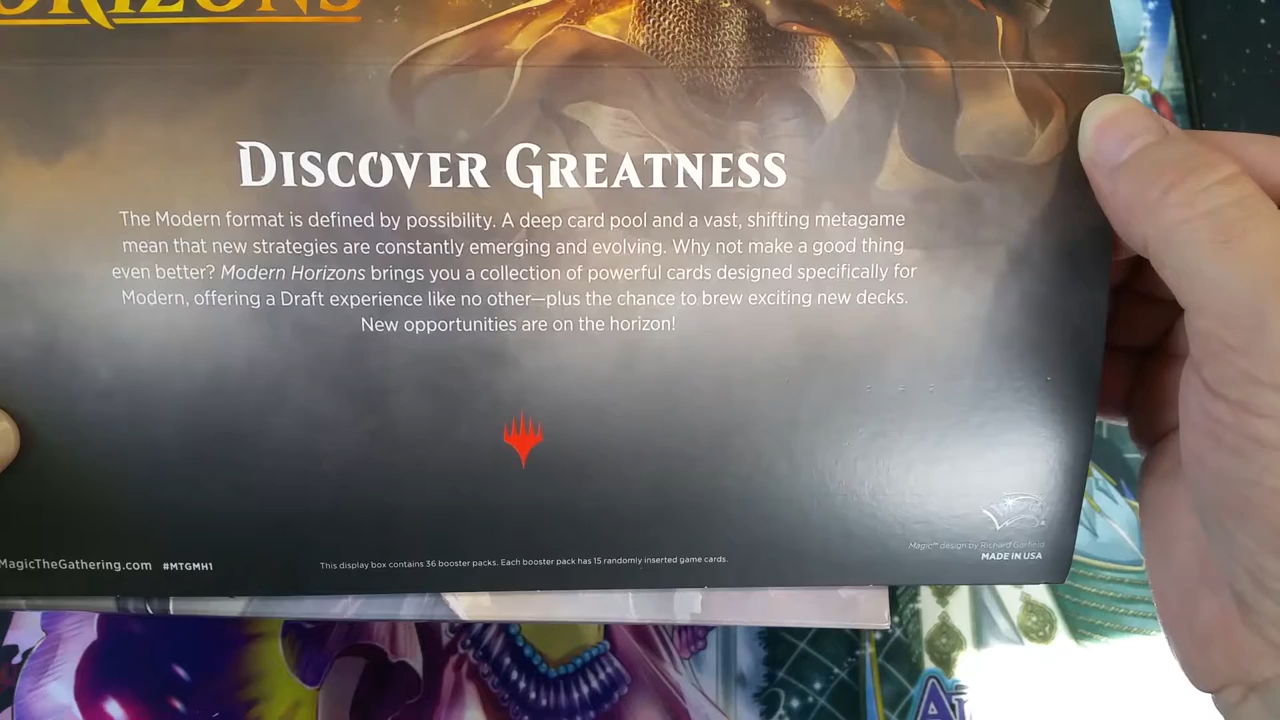 ORIZONS
DISCOVER GREATNESS
The Modern format is defined by possibility. A deep card pool and a vast, shifting metagame
mean that new strategies are constantly emerging and evolving. Why not make a good thing
even better? Modern Horizons brings you a collection of powerful cards designed specifically for
Modern, offering a Draft experience like no other—plus the chance to brew exciting new decks.
New opportunities are on the horizon!
Magic™ design by Richard Garfield
MagicTheGathering.com #MTGMH1
This display box contains 36 booster packs. Each booster pack has 15 randomly inserted game cards.
MADE IN USA